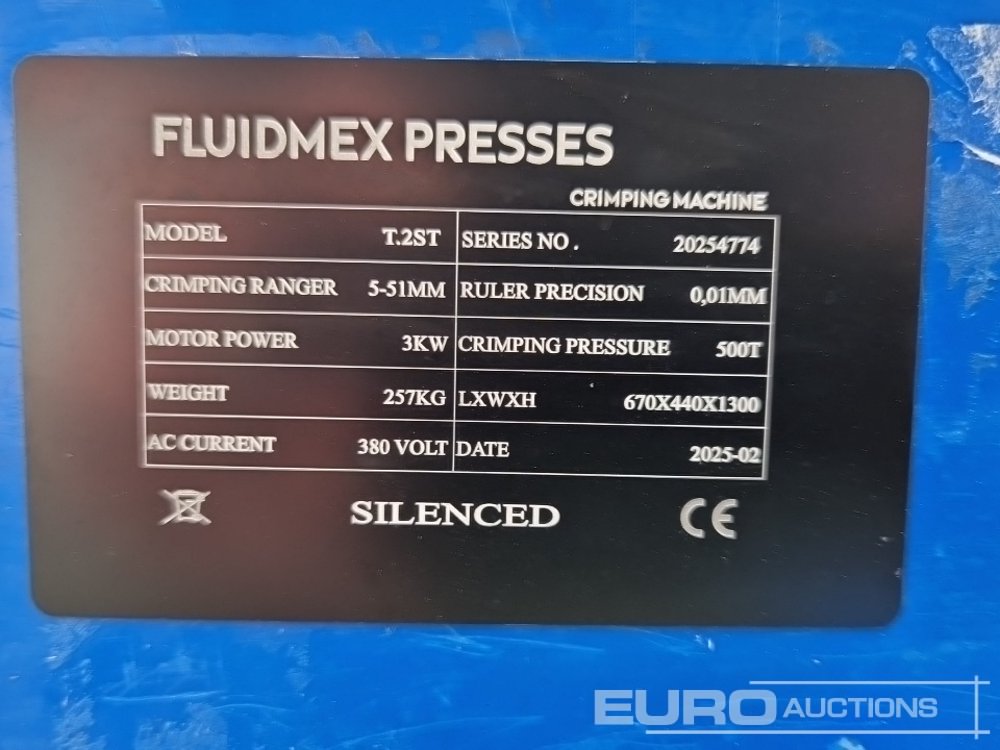 FLUIDMEX PRESSES
CRIMPING MACHINE
MODEL T.2ST SERIES NO . 20254774
CRIMPING RANGER 5-51MM RULER PRECISION 0,01MM
MOTOR POWER 3KW CRIMPING PRESSURE 500T
WEIGHT 257KG LXWXH 670X440X1300
AC CURRENT 380 VOLT DATE 2025-02
SILENCED CE
EURO AUCTIONS